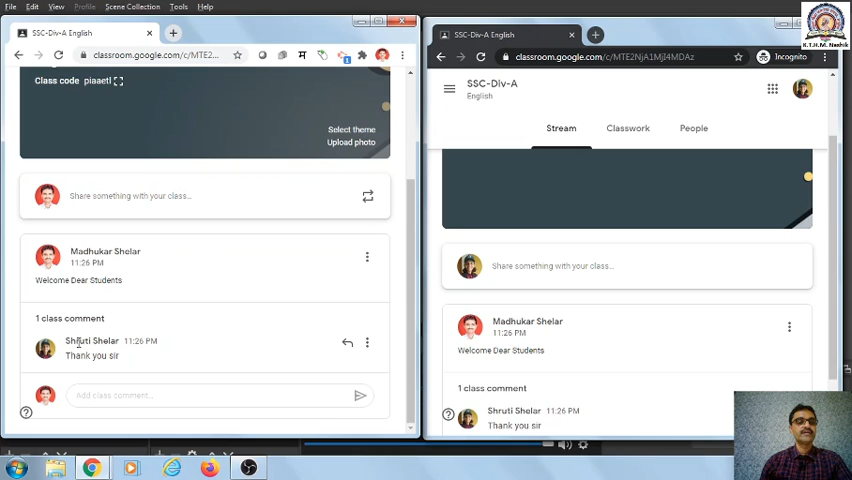 File Edit View Profile Scene Collection Tools Help
SSC-Div-A English
classroom.google.com/c/MTE2
Class code piaaetl
Select theme
Upload photo
Share something with your class...
Madhukar Shelar
11:26 PM
Welcome Dear Students
1 class comment
Shruti Shelar 11:26 PM
Thank you sir
Add class comment...
SSC-Div-A English
classroom.google.com/c/MTE2NjA1MjI4MDAz
Incognito
SSC-Div-A
English
Stream Classwork People
Share something with your class...
Madhukar Shelar
11:26 PM
Welcome Dear Students
1 class comment
Shruti Shelar 11:26 PM
Thank you sir
K.T.H.M. Nashik